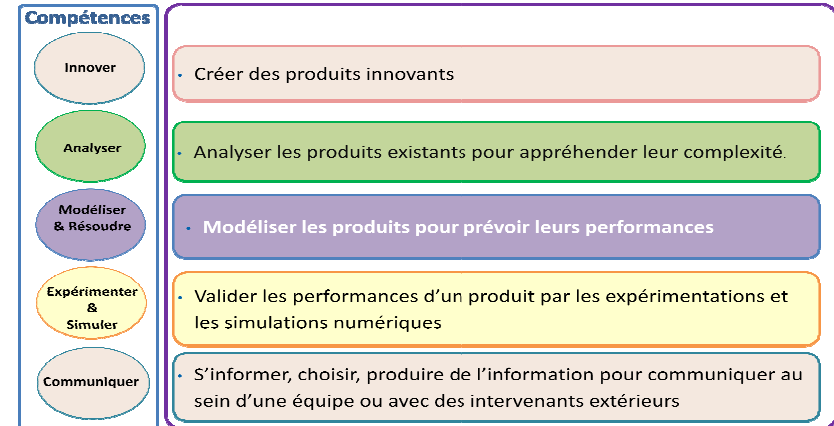 Compétences
Innover
• Créer des produits innovants
Analyser
• Analyser les produits existants pour appréhender leur complexité.
Modéliser
& Résoudre
• Modéliser les produits pour prévoir leurs performances
Expérimenter
&
Simuler
• Valider les performances d’un produit par les expérimentations et
les simulations numériques
Communiquer
• S’informer, choisir, produire de l’information pour communiquer au
sein d’une équipe ou avec des intervenants extérieurs